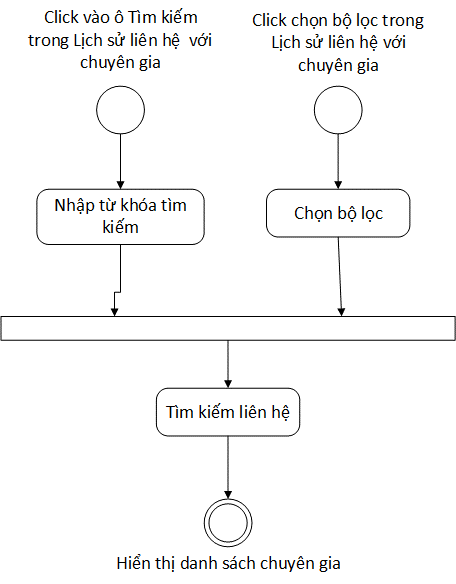 Click vào ô Tìm kiếm
trong Lịch sử liên hệ với
chuyên gia
Click chọn bộ lọc trong
Lịch sử liên hệ với
chuyên gia
Nhập từ khóa tìm
kiếm
Chọn bộ lọc
Tìm kiếm liên hệ
Hiển thị danh sách chuyên gia